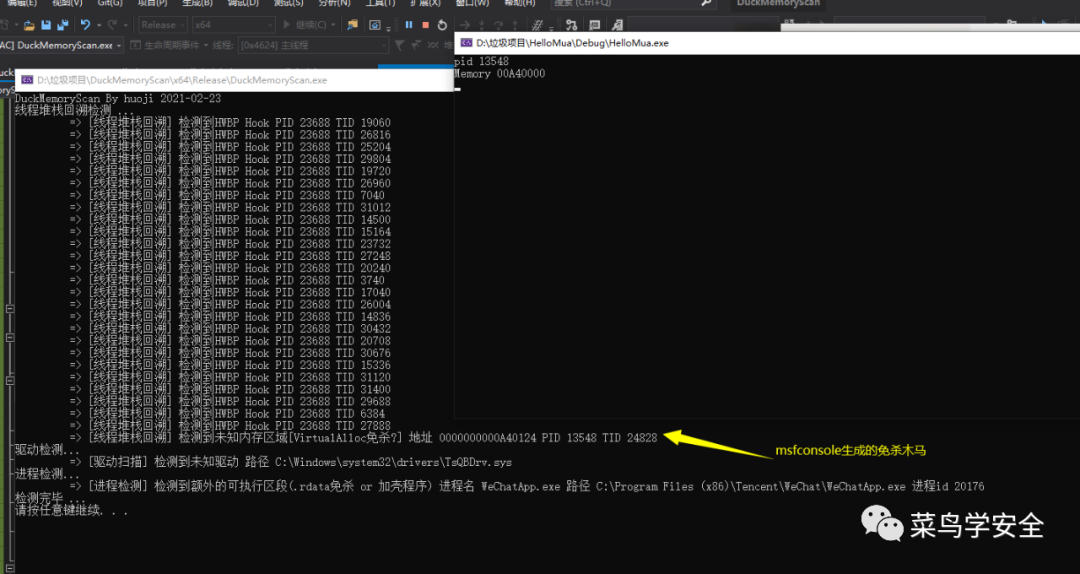 编辑(E) 视图(V) Git(G) 项目(P) 生成(B) 调试(D) 测试(S) 分析(N) 工具(T) 扩展(X) 窗口(W) 帮助(H) 搜索 (Ctrl+Q) DuckMemoryScan
Release x64 继续(C)
AC] DuckMemoryScan.exe 生命周期事件 线程: [0x4624] 主线程
D:\垃圾项目\HelloMua\Debug\HelloMua.exe
pid 13548
Memory 00A40000
D:\垃圾项目\DuckMemoryScan\x64\Release\DuckMemoryScan.exe
DuckMemoryScan By huoji 2021-02-23
线程堆栈回溯检测 ...
=> [线程堆栈回溯] 检测到HWBP Hook PID 23688 TID 19060
=> [线程堆栈回溯] 检测到HWBP Hook PID 23688 TID 26816
=> [线程堆栈回溯] 检测到HWBP Hook PID 23688 TID 25204
=> [线程堆栈回溯] 检测到HWBP Hook PID 23688 TID 29804
=> [线程堆栈回溯] 检测到HWBP Hook PID 23688 TID 19720
=> [线程堆栈回溯] 检测到HWBP Hook PID 23688 TID 26960
=> [线程堆栈回溯] 检测到HWBP Hook PID 23688 TID 7040
=> [线程堆栈回溯] 检测到HWBP Hook PID 23688 TID 31012
=> [线程堆栈回溯] 检测到HWBP Hook PID 23688 TID 14500
=> [线程堆栈回溯] 检测到HWBP Hook PID 23688 TID 15164
=> [线程堆栈回溯] 检测到HWBP Hook PID 23688 TID 23732
=> [线程堆栈回溯] 检测到HWBP Hook PID 23688 TID 27248
=> [线程堆栈回溯] 检测到HWBP Hook PID 23688 TID 20240
=> [线程堆栈回溯] 检测到HWBP Hook PID 23688 TID 3740
=> [线程堆栈回溯] 检测到HWBP Hook PID 23688 TID 17040
=> [线程堆栈回溯] 检测到HWBP Hook PID 23688 TID 26004
=> [线程堆栈回溯] 检测到HWBP Hook PID 23688 TID 14836
=> [线程堆栈回溯] 检测到HWBP Hook PID 23688 TID 30432
=> [线程堆栈回溯] 检测到HWBP Hook PID 23688 TID 20708
=> [线程堆栈回溯] 检测到HWBP Hook PID 23688 TID 30676
=> [线程堆栈回溯] 检测到HWBP Hook PID 23688 TID 15336
=> [线程堆栈回溯] 检测到HWBP Hook PID 23688 TID 31120
=> [线程堆栈回溯] 检测到HWBP Hook PID 23688 TID 31400
=> [线程堆栈回溯] 检测到HWBP Hook PID 23688 TID 29688
=> [线程堆栈回溯] 检测到HWBP Hook PID 23688 TID 6384
=> [线程堆栈回溯] 检测到HWBP Hook PID 23688 TID 27888
=> [线程堆栈回溯] 检测到未知内存区域[VirtualAlloc免杀?] 地址 0000000000A40124 PID 13548 TID 24828
msfconsole生成的免杀木马
驱动检测...
=> [驱动扫描] 检测到未知驱动 路径 C:\Windows\system32\drivers\TsQBDrv.sys
进程检测...
=> [进程检测] 检测到额外的可执行区段(.rdata免杀 or 加壳程序) 进程名 WeChatApp.exe 路径 C:\Program Files (x86)\Tencent\WeChat\WeChatApp.exe 进程id 20176
检测完毕 ...
请按任意键继续. . .
菜鸟学安全